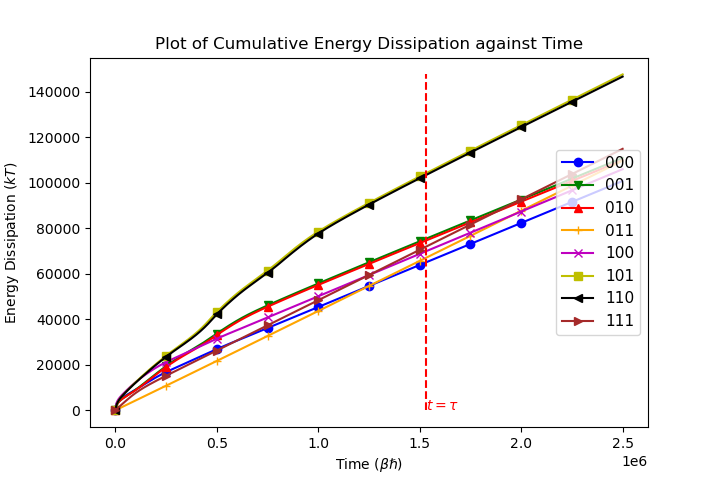 Plot of Cumulative Energy Dissipation against Time
Energy Dissipation (kT)
140000
120000
100000
80000
60000
40000
20000
0
000
001
010
011
100
101
110
111
t = τ
0.0 0.5 1.0 1.5 2.0 2.5
1e6
Time (βħ)